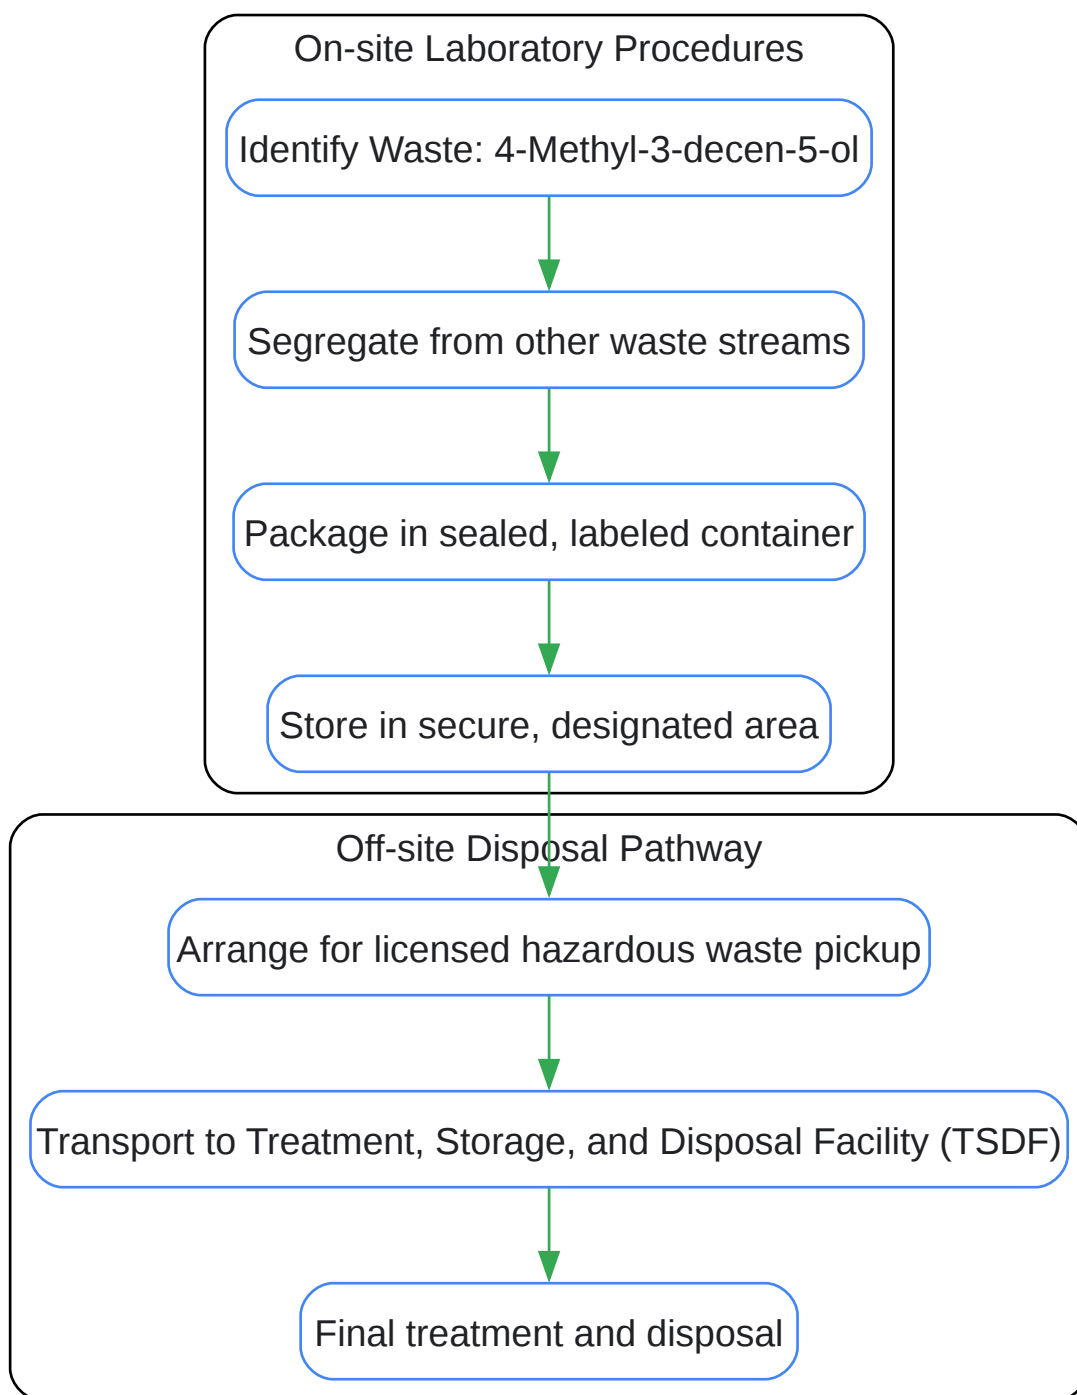 On-site Laboratory Procedures
Identify Waste: 4-Methyl-3-decen-5-ol
Segregate from other waste streams
Package in sealed, labeled container
Store in secure, designated area
Off-site Disposal Pathway
Arrange for licensed hazardous waste pickup
Transport to Treatment, Storage, and Disposal Facility (TSDF)
Final treatment and disposal